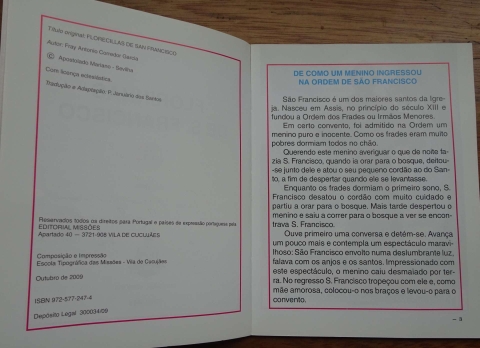 Título original: FLORECILLAS DE SAN FRANCISCO
Autor: Fray Antonio Corredor García
© Apostolado Mariano - Sevilha
Com licença eclesiástica
Tradução e Adaptação: P. Januário dos Santos
Reservados todos os direitos para Portugal e países de expressão portuguesa pela
EDITORIAL MISSÕES
Apartado 40 — 3721-908 VILA DE CUCUJÃES
Composição e Impressão
Escola Tipográfica das Missões - Vila de Cucujães
Outubro de 2009
ISBN 972-577-247-4
Depósito Legal 300034/09
DE COMO UM MENINO INGRESSOU
NA ORDEM DE SÃO FRANCISCO
São Francisco é um dos maiores santos da Igre-
ja. Nasceu em Assis, no princípio do século XIII e
fundou a Ordem dos Frades ou Irmãos Menores.
Em certo convento, foi admitido na Ordem um
menino puro e inocente. Como os frades eram muito
pobres dormiam todos no chão.
Querendo este menino averiguar o que de noite fa-
zia S. Francisco, quando ia orar para o bosque, deitou-
-se junto dele e atou o seu pequeno cordão ao do San-
to, a fim de despertar quando ele se levantasse.
Enquanto os frades dormiam o primeiro sono, S.
Francisco desatou o cordão com muito cuidado e
partiu a orar para o bosque. Mais tarde despertou o
menino e saiu a correr para o bosque a ver se encon-
trava S. Francisco.
Ouve primeiro uma conversa e detém-se. Avança
um pouco mais e contempla um espectáculo maravi-
lhoso: São Francisco envolto numa deslumbrante luz,
falava com os anjos e os santos. Impressionado com
este espectáculo, o menino caiu desmaiado por ter-
ra. No regresso S. Francisco tropeçou com ele e, como
mãe amorosa, colocou-o nos braços e levou-o para o
convento.
— 3